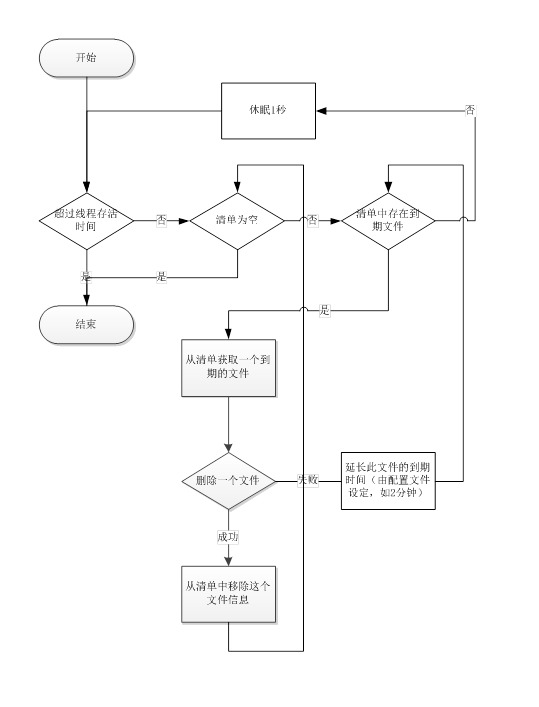 开始
休眠1秒
否
超过线程存活
时间
否
清单为空
否
清单中存在到
期文件
是
是
结束
是
从清单获取一个到
期的文件
删除一个文件
失败
延长此文件的到期
时间（由配置文件
设定，如2分钟）
成功
从清单中移除这个
文件信息